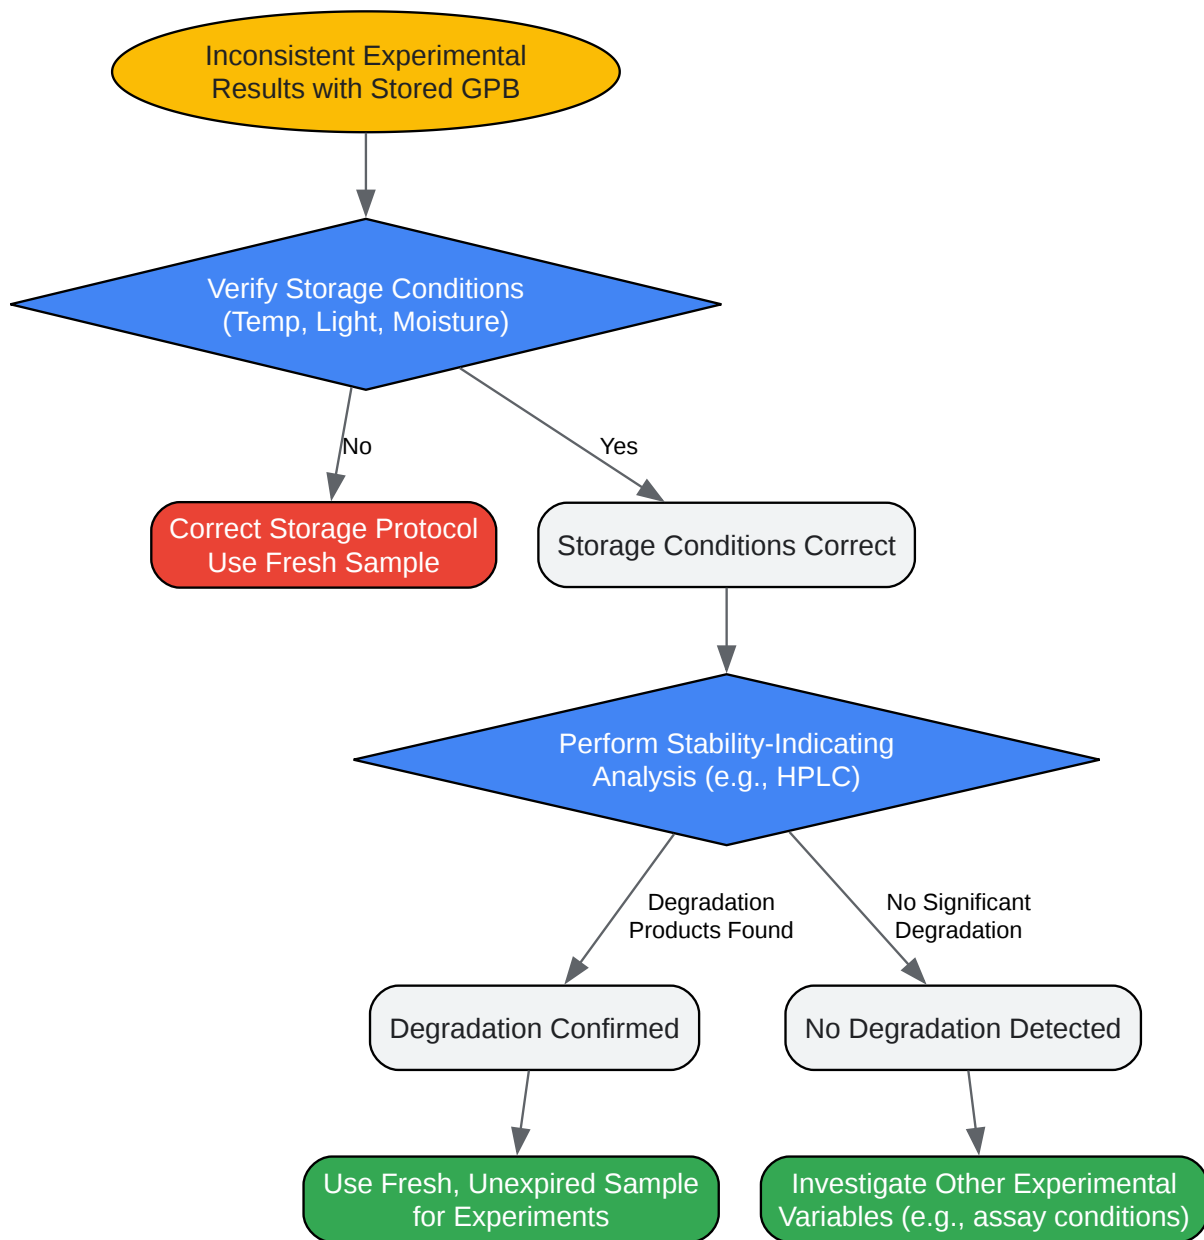 Inconsistent Experimental
Results with Stored GPB
Verify Storage Conditions
(Temp, Light, Moisture)
No
Yes
Correct Storage Protocol
Use Fresh Sample
Storage Conditions Correct
Perform Stability-Indicating
Analysis (e.g., HPLC)
Degradation
Products Found
No Significant
Degradation
Degradation Confirmed
No Degradation Detected
Use Fresh, Unexpired Sample
for Experiments
Investigate Other Experimental
Variables (e.g., assay conditions)